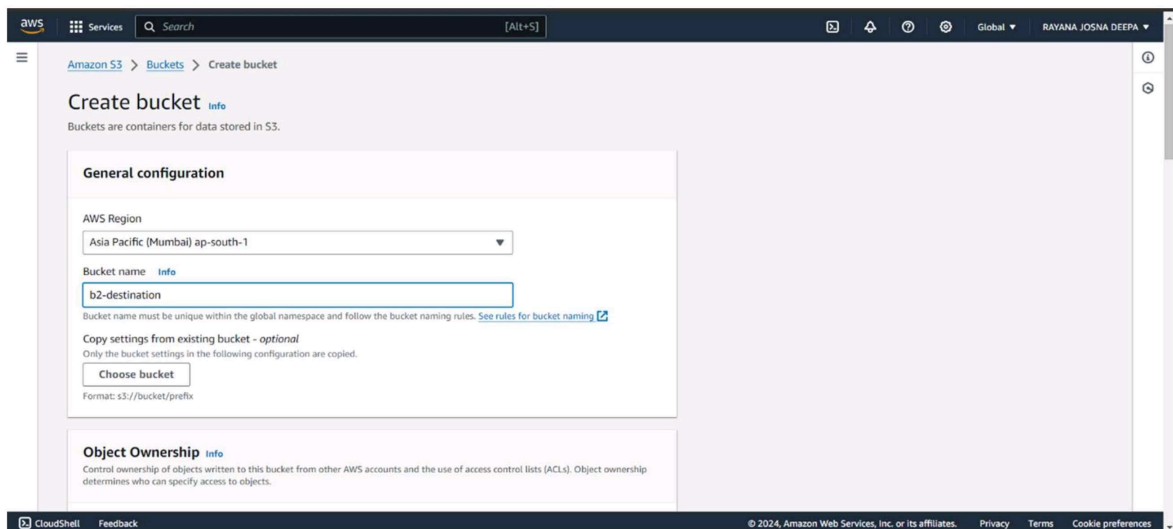 aws
Services
Search
[Alt+S]
Global
RAYANA JOSNA DEEPA
Amazon S3 > Buckets > Create bucket
Create bucket Info
Buckets are containers for data stored in S3.
General configuration
AWS Region
Asia Pacific (Mumbai) ap-south-1
Bucket name Info
b2-destination
Bucket name must be unique within the global namespace and follow the bucket naming rules. See rules for bucket naming
Copy settings from existing bucket - optional
Only the bucket settings in the following configuration are copied.
Choose bucket
Format: s3://bucket/prefix
Object Ownership Info
Control ownership of objects written to this bucket from other AWS accounts and the use of access control lists (ACLs). Object ownership
determines who can specify access to objects.
CloudShell Feedback
© 2024, Amazon Web Services, Inc. or its affiliates. Privacy Terms Cookie preferences